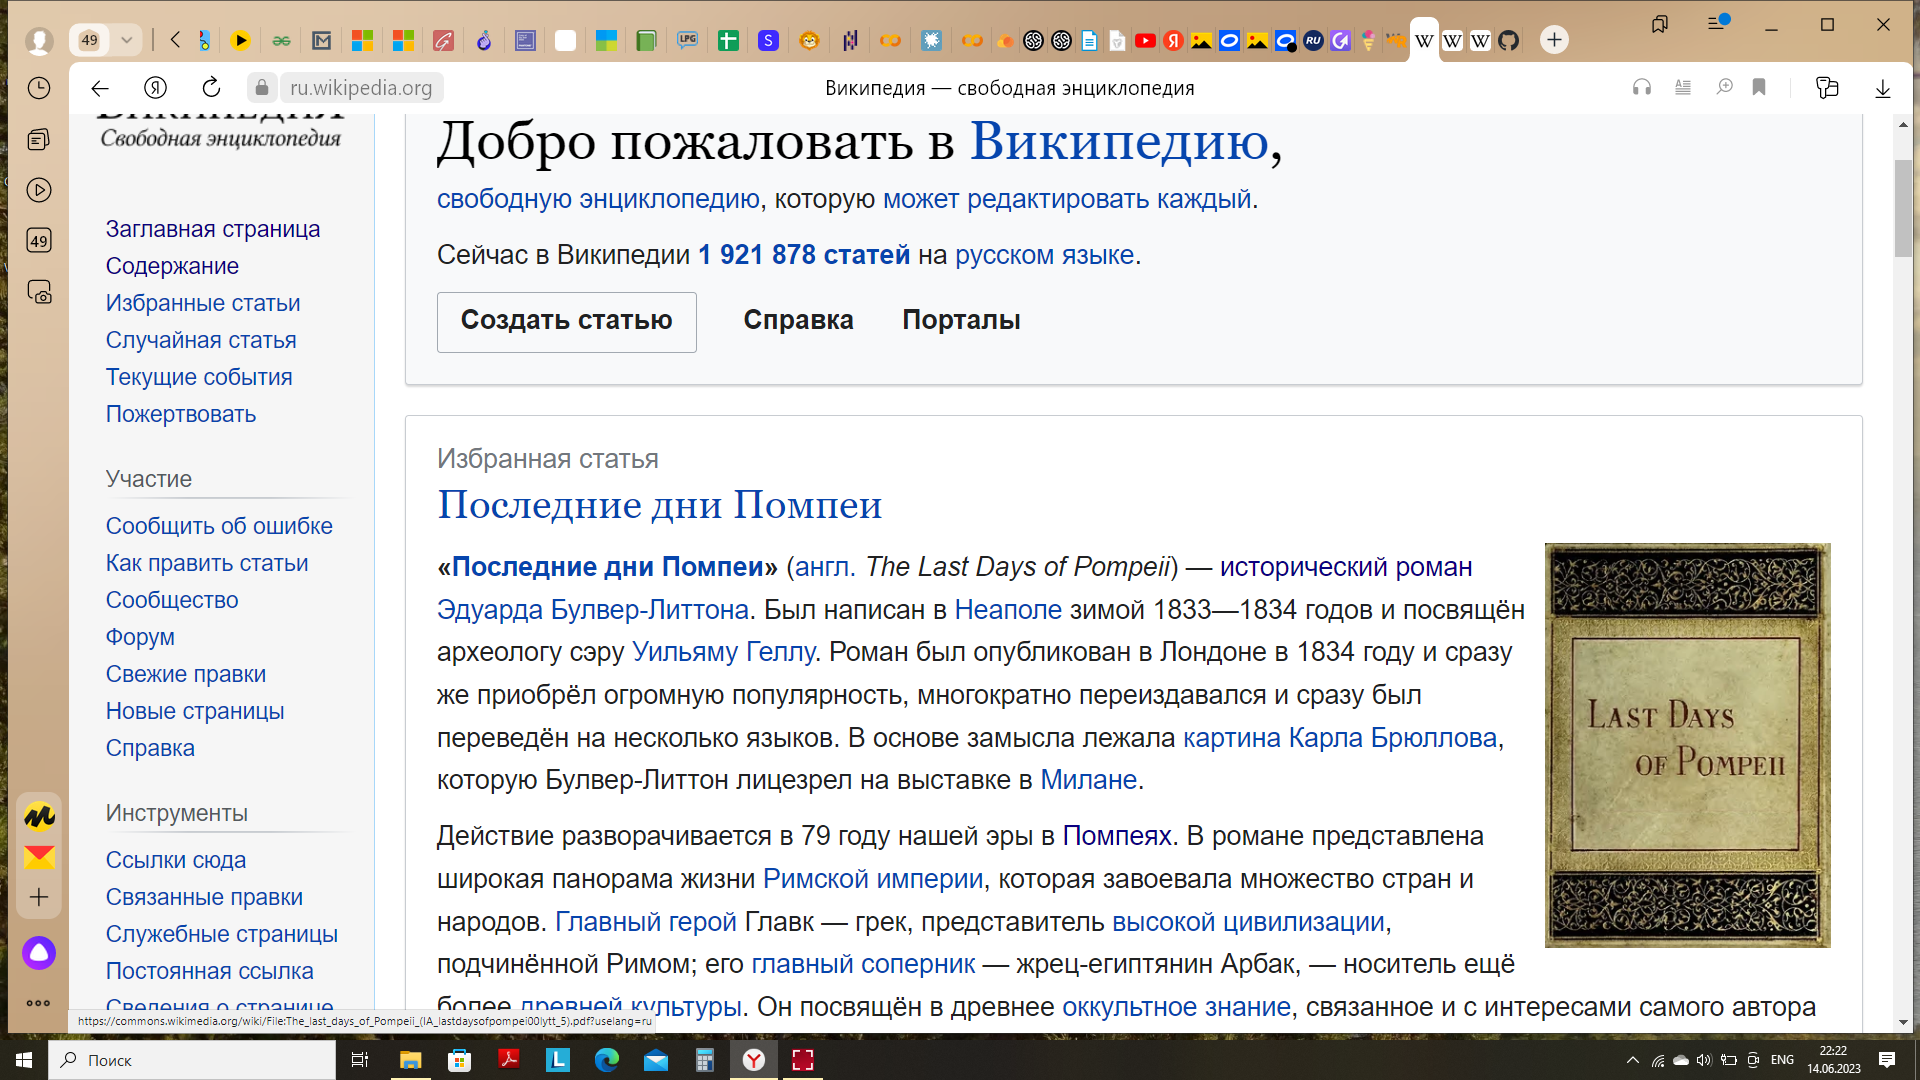 49
LPG
S
RU
W
W
W
Я
ru.wikipedia.org
Википедия — свободная энциклопедия
49
Свободная энциклопедия
Заглавная страница
Содержание
Избранные статьи
Случайная статья
Текущие события
Пожертвовать
Участие
Сообщить об ошибке
Как править статьи
Сообщество
Форум
Свежие правки
Новые страницы
Справка
Инструменты
Ссылки сюда
Связанные правки
Служебные страницы
Постоянная ссылка
Сведения о странице
Добро пожаловать в Википедию,
свободную энциклопедию, которую может редактировать каждый.
Сейчас в Википедии 1 921 878 статей на русском языке.
Создать статью Справка Порталы
Избранная статья
Последние дни Помпеи
«Последние дни Помпеи» (англ. The Last Days of Pompeii) — исторический роман
Эдуарда Булвер-Литтона. Был написан в Неаполе зимой 1833—1834 годов и посвящён
археологу сэру Уильяму Геллу. Роман был опубликован в Лондоне в 1834 году и сразу
же приобрёл огромную популярность, многократно переиздавался и сразу был
переведён на несколько языков. В основе замысла лежала картина Карла Брюллова,
которую Булвер-Литтон лицезрел на выставке в Милане.
Действие разворачивается в 79 году нашей эры в Помпеях. В романе представлена
широкая панорама жизни Римской империи, которая завоевала множество стран и
народов. Главный герой Главк — грек, представитель высокой цивилизации,
подчинённой Римом; его главный соперник — жрец-египтянин Арбак, — носитель ещё
более древней культуры. Он посвящён в древнее оккультное знание, связанное и с интересами самого автора
LAST DAYS
OF POMPEII
https://commons.wikimedia.org/wiki/File:The_last_days_of_Pompeii_(IA_lastdaysofpompei00lytt_5).pdf?uselang=ru
Поиск
ENG
22:22
14.06.2023